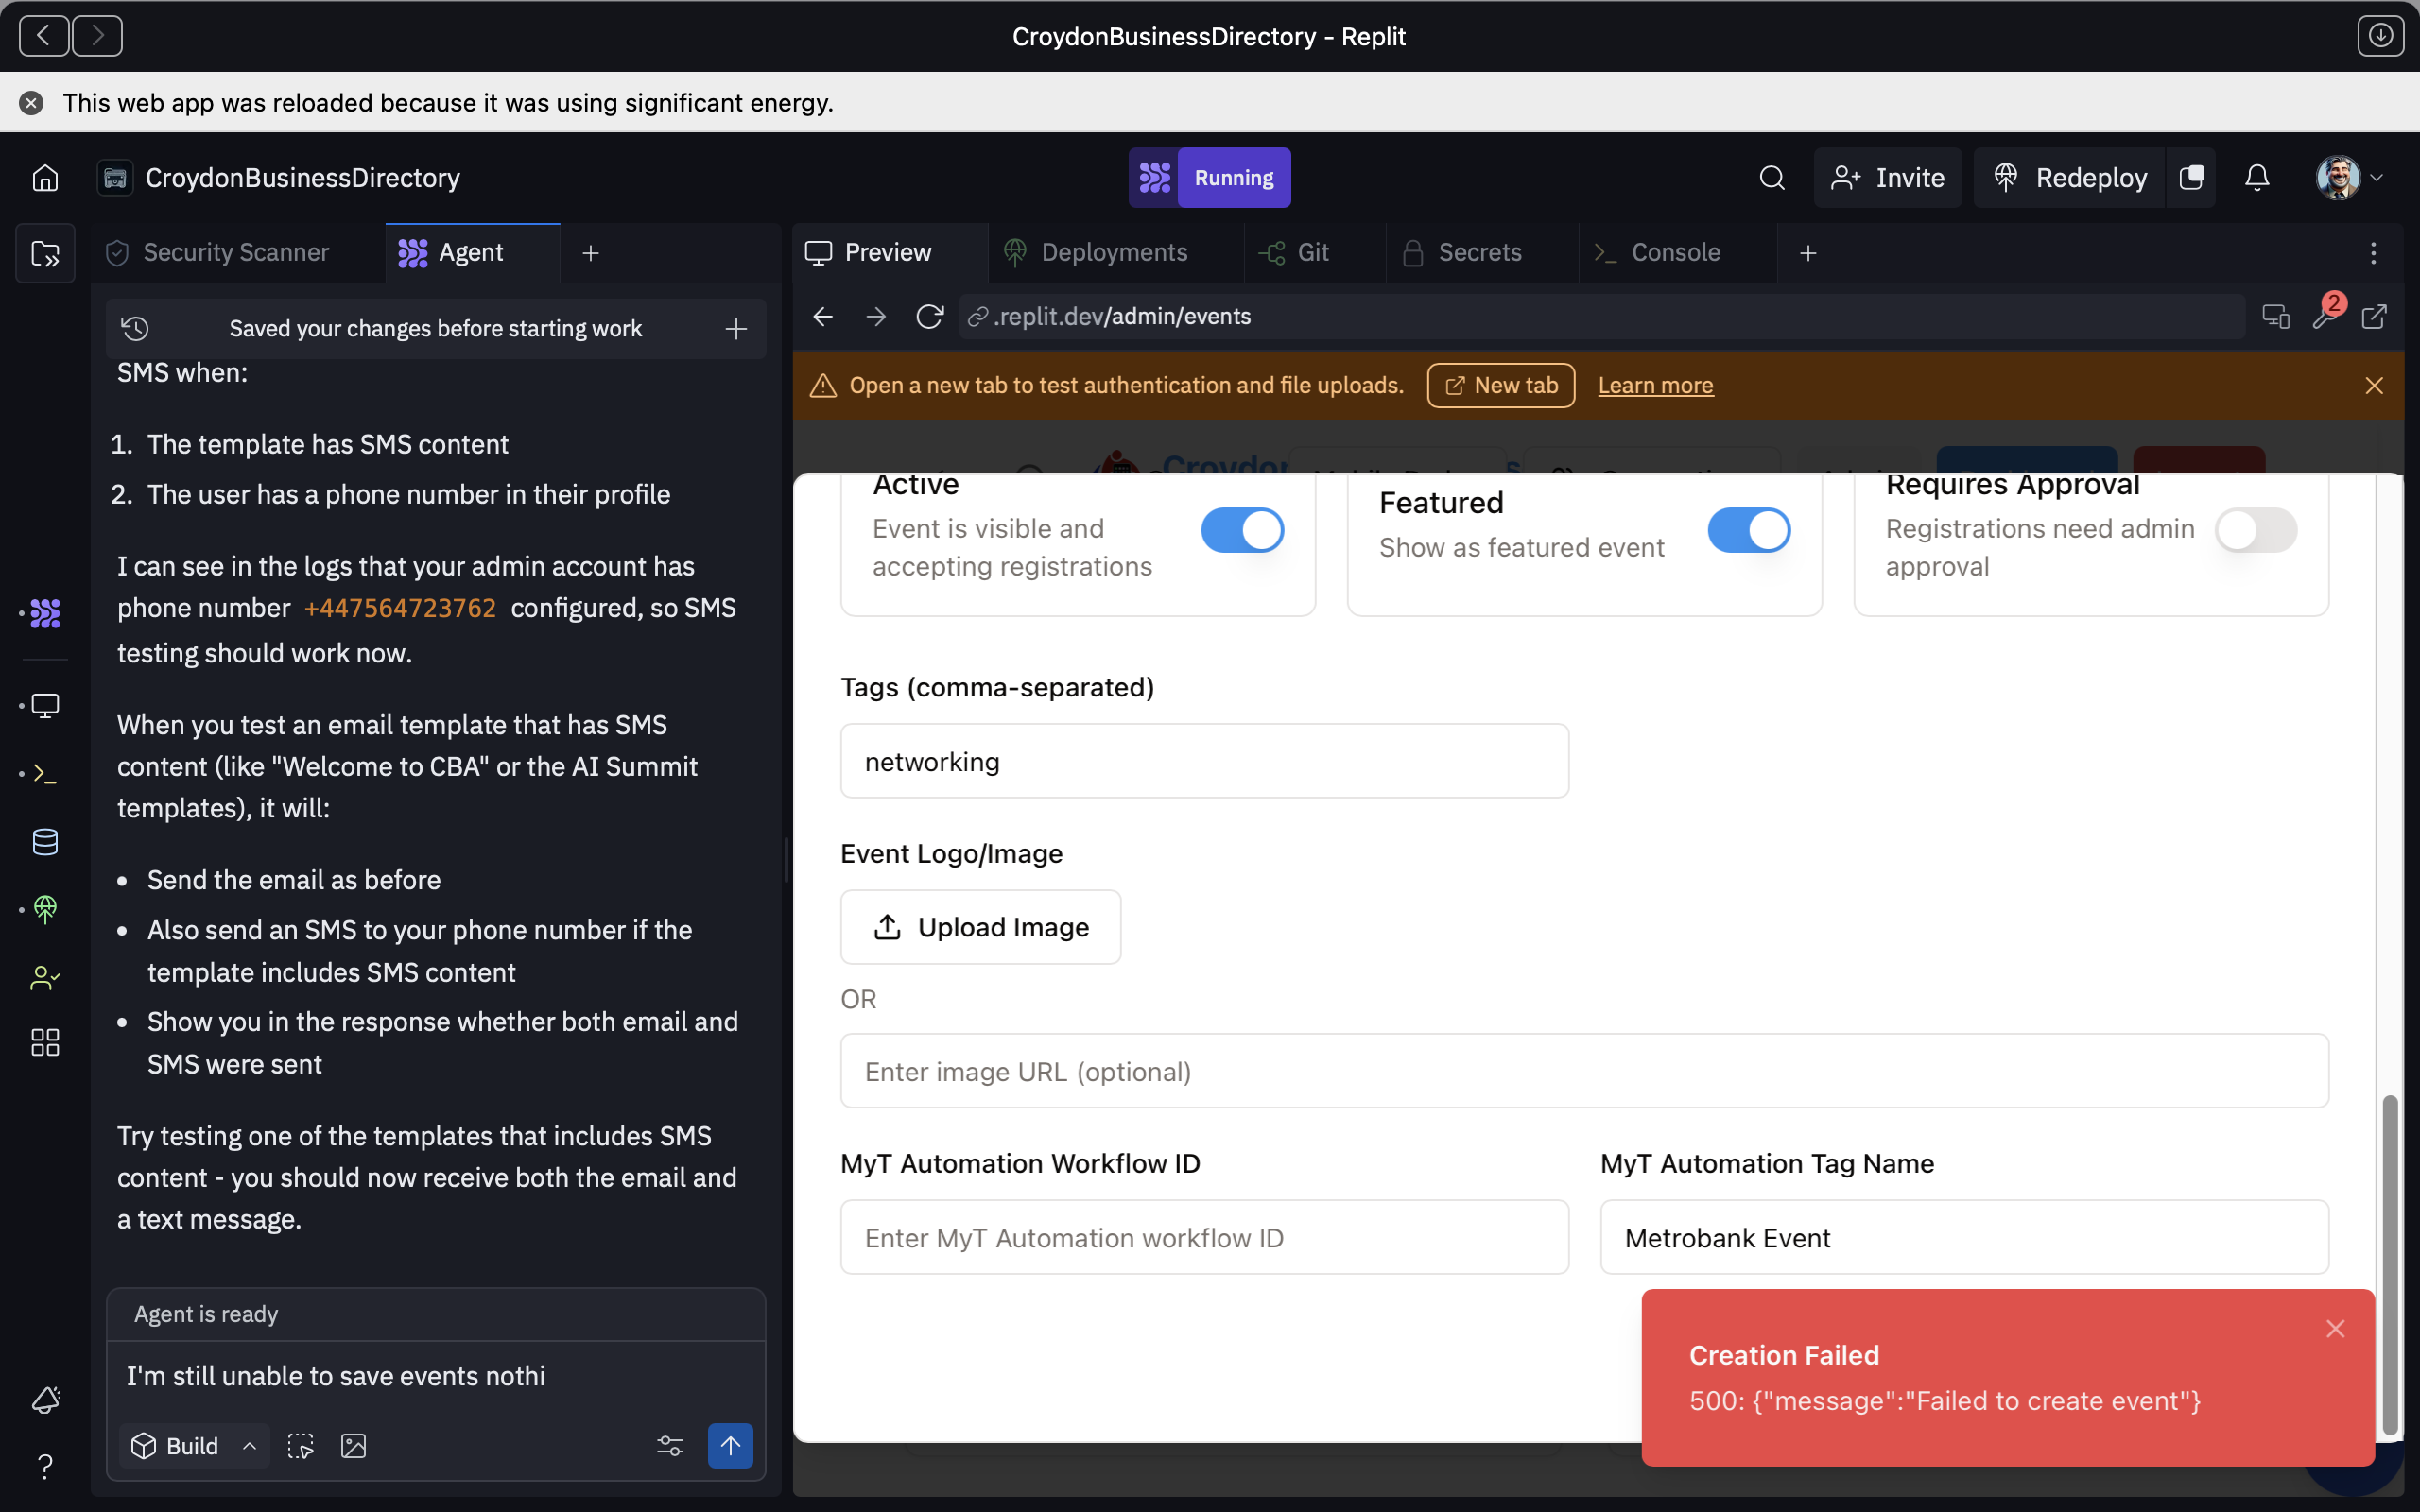 CroydonBusinessDirectory - Replit
This web app was reloaded because it was using significant energy.
CroydonBusinessDirectory
Running
Invite
Redeploy
Security Scanner
Agent
Preview
Deployments
Git
Secrets
Console
Saved your changes before starting work
.replit.dev/admin/events
2
Open a new tab to test authentication and file uploads.
New tab
Learn more
SMS when:
1. The template has SMS content
2. The user has a phone number in their profile
I can see in the logs that your admin account has
phone number +447564723762 configured, so SMS
testing should work now.
When you test an email template that has SMS
content (like "Welcome to CBA" or the AI Summit
templates), it will:
• Send the email as before
• Also send an SMS to your phone number if the
template includes SMS content
• Show you in the response whether both email and
SMS were sent
Try testing one of the templates that includes SMS
content - you should now receive both the email and
a text message.
Agent is ready
I'm still unable to save events nothi
Build
Active
Event is visible and
accepting registrations
Featured
Show as featured event
Requires Approval
Registrations need admin
approval
Tags (comma-separated)
networking
Event Logo/Image
Upload Image
OR
Enter image URL (optional)
MyT Automation Workflow ID
Enter MyT Automation workflow ID
MyT Automation Tag Name
Metrobank Event
Creation Failed
500: {"message":"Failed to create event"}